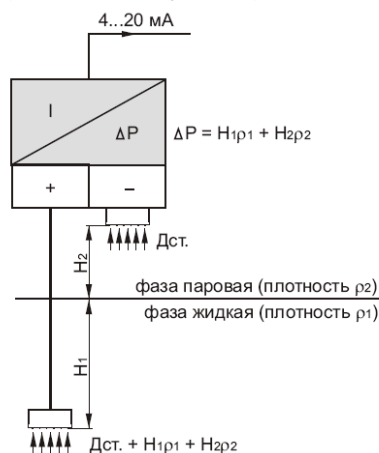 4...20 мА
I
ΔP
ΔP = H1ρ1 + H2ρ2
+
–
Дст.
H2
фаза паровая (плотность ρ2)
фаза жидкая (плотность ρ1)
H1
Дст. + H1ρ1 + H2ρ2